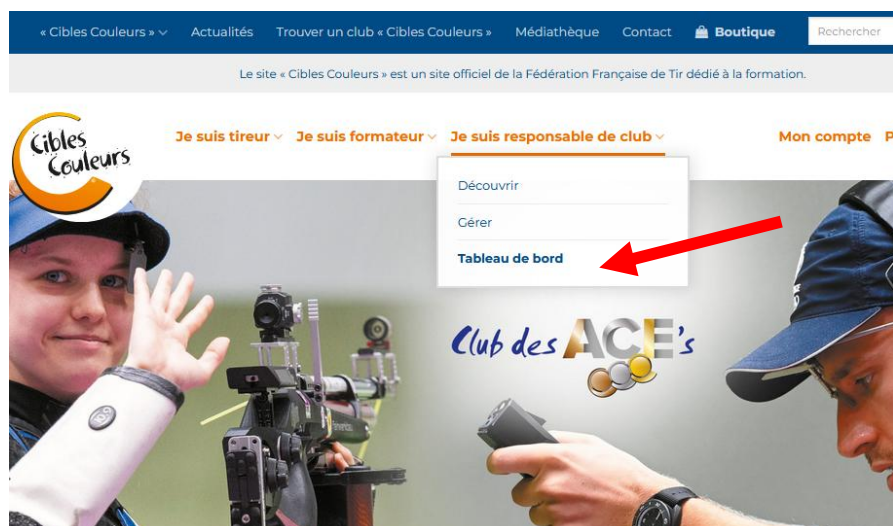 « Cibles Couleurs » Actualités Trouver un club « Cibles Couleurs » Médiathèque Contact Boutique Rechercher
Le site « Cibles Couleurs » est un site officiel de la Fédération Française de Tir dédié à la formation.
Cibles
Couleurs
Je suis tireur Je suis formateur Je suis responsable de club Mon compte P
Découvrir
Gérer
Tableau de bord
Club des ACE's